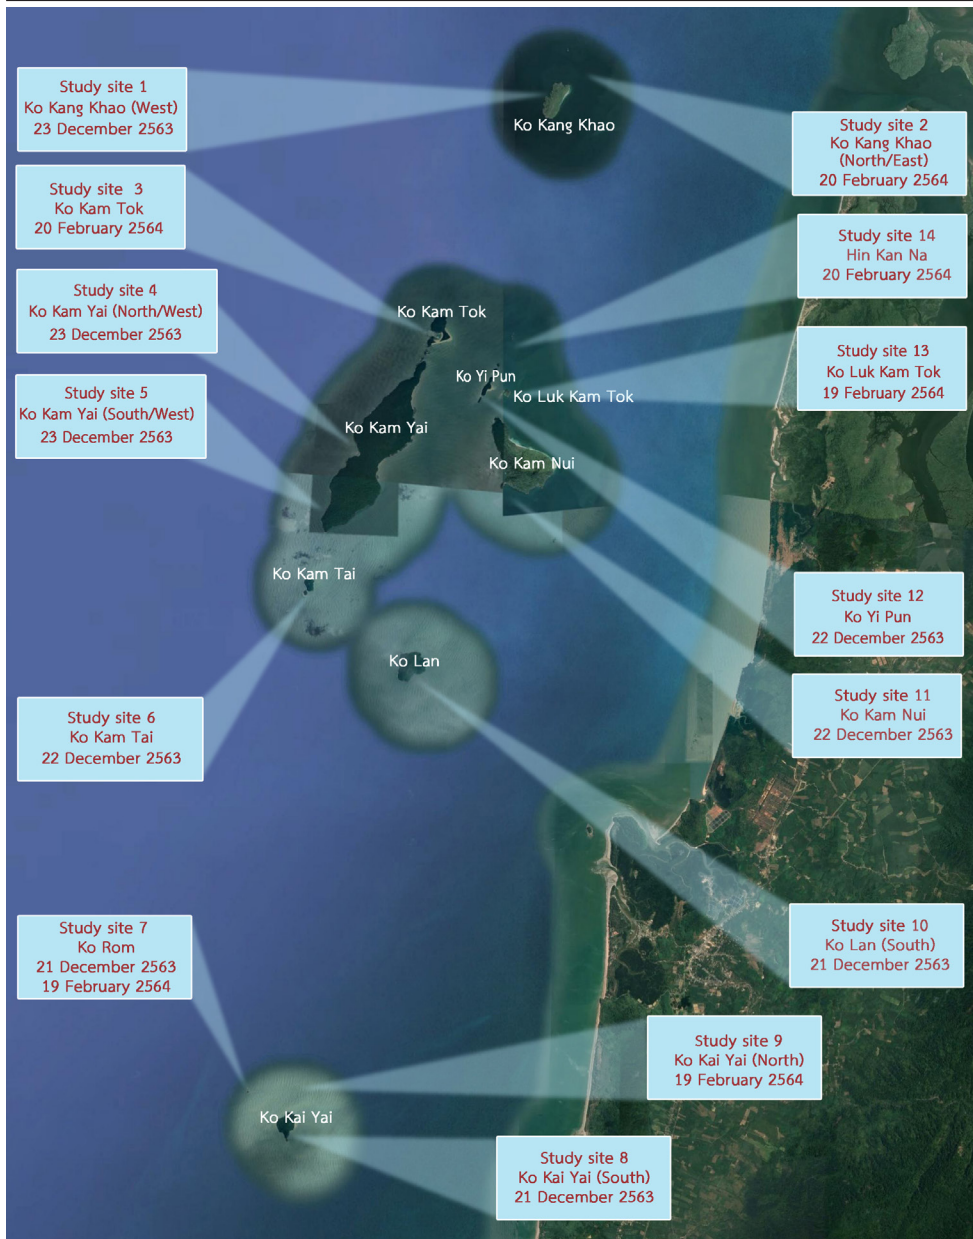 Study site 1
Ko Kang Khao (West)
23 December 2563
Ko Kang Khao
Study site 2
Ko Kang Khao
(North/East)
20 February 2564
Study site 3
Ko Kam Tok
20 February 2564
Study site 14
Hin Kan Na
20 February 2564
Study site 4
Ko Kam Yai (North/West)
23 December 2563
Ko Kam Tok
Study site 13
Ko Luk Kam Tok
19 February 2564
Ko Yi Pun
Ko Luk Kam Tok
Study site 5
Ko Kam Yai (South/West)
23 December 2563
Ko Kam Yai
Ko Kam Nui
Ko Kam Tai
Study site 12
Ko Yi Pun
22 December 2563
Ko Lan
Study site 11
Ko Kam Nui
22 December 2563
Study site 6
Ko Kam Tai
22 December 2563
Study site 7
Ko Rom
21 December 2563
19 February 2564
Study site 10
Ko Lan (South)
21 December 2563
Study site 9
Ko Kai Yai (North)
19 February 2564
Ko Kai Yai
Study site 8
Ko Kai Yai (South)
21 December 2563